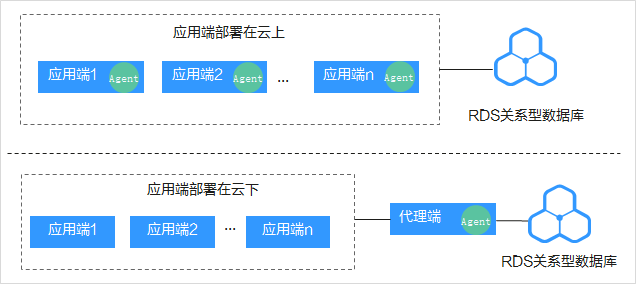 应用端部署在云上
应用端1 Agent 应用端2 Agent ... 应用端n Agent
RDS关系型数据库
应用端部署在云下
应用端1 应用端2 ... 应用端n 代理端 Agent
RDS关系型数据库